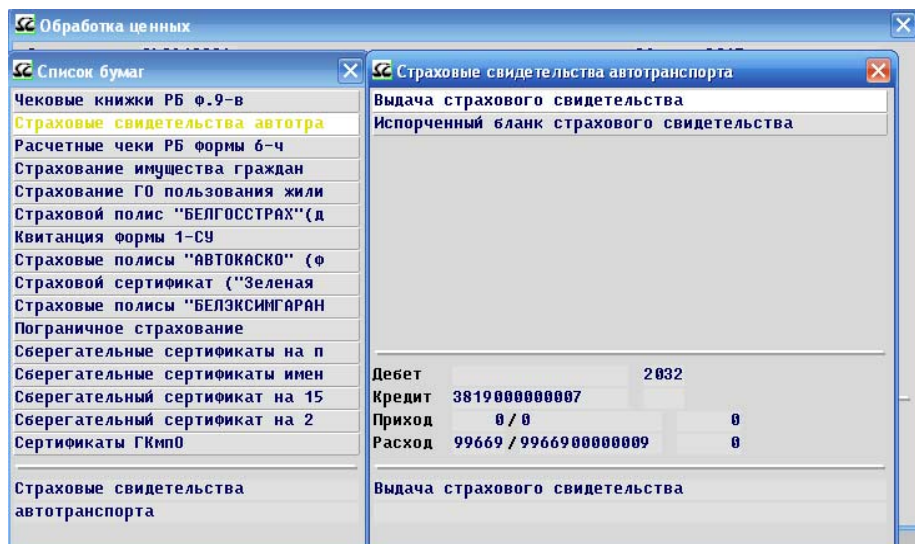 Обработка ценных
Список бумаг
Чековые книжки РБ ф.9-в
Страховые свидетельства автотра
Расчетные чеки РБ формы 6-ч
Страхование имущества граждан
Страхование ГО пользования жили
Страховой полис "БЕЛГОССТРАХ"(д
Квитанция формы 1-СУ
Страховые полисы "АВТОКАСКО" (ф
Страховой сертификат ("Зеленая
Страховые полисы "БЕЛЭКСИМГАРАН
Пограничное страхование
Сберегательные сертификаты на п
Сберегательные сертификаты имен
Сберегательный сертификат на 15
Сберегательный сертификат на 2
Сертификаты ГКмпО
Страховые свидетельства
автотранспорта
Страховые свидетельства автотранспорта
Выдача страхового свидетельства
Испорченный бланк страхового свидетельства
Дебет 2032
Кредит 3819000000007
Приход 0/0 0
Расход 99669/9966900000009 0
Выдача страхового свидетельства